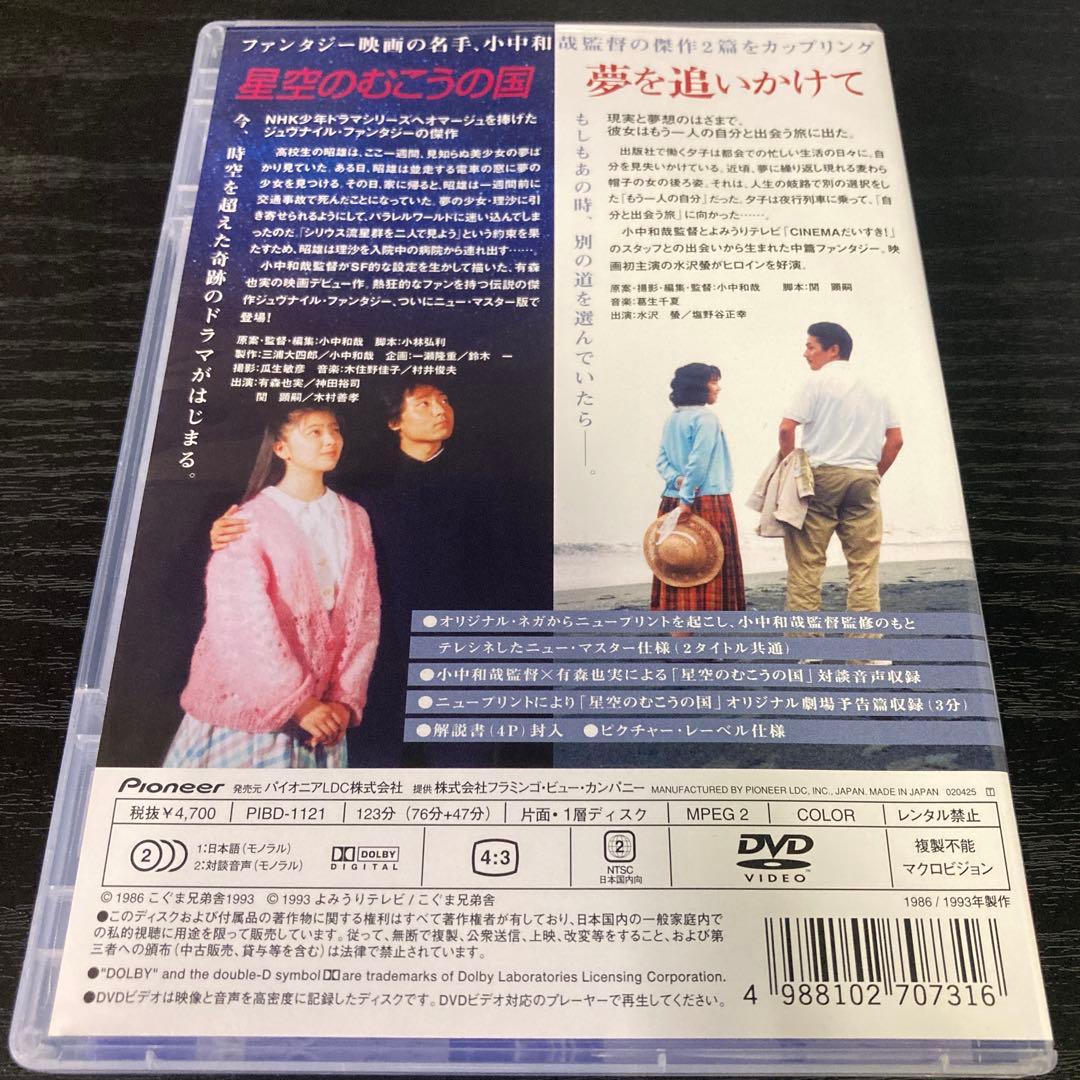 ファンタジー映画の名手、小中和哉監督の傑作2篇をカップリング
星空のむこうの国
今、時空を超えた奇跡のドラマがはじまる。
NHK少年ドラマシリーズへオマージュを捧げた
ジュヴナイル・ファンタジーの傑作
高校生の昭雄は、ここ一週間、見知らぬ美少女の夢ば
かり見ていた。ある日、昭雄は並走する電車の窓に夢の
少女を見つける。その日、家に帰ると、昭雄は一週間前に
交通事故で死んだことになっていた。夢の少女・理沙に引
き寄せられるようにして、パラレルワールドに迷い込んでしま
ったのだ。「シリウス流星群を二人で見よう」という約束を果
たすため、昭雄は理沙を入院中の病院から連れ出す……。
小中和哉監督がSF的な設定を生かして描いた、有森
也実の映画デビュー作。熱狂的なファンを持つ伝説の傑
作ジュヴナイル・ファンタジー、ついにニュー・マスター版で
登場!
原案・監督・編集:小中和哉 脚本:小林弘利
製作:三浦大四郎/小中和哉 企画:一瀬隆重/鈴木 一
撮影:瓜生敏彦 音楽:木住野佳子/村井俊夫
出演:有森也実/神田裕司
関 顕嗣/木村善孝
夢を追いかけて
もしもあの時、別の道を選んでいたら――。
現実と夢想のはざまで、
彼女はもう一人の自分と出会う旅に出た。
出版社で働く夕子は都会での忙しい生活の日々に、自
分を見失いかけている。近頃、夢に繰り返し現れる麦わら
帽子の女の後ろ姿。それは、人生の岐路で別の選択をし
た「もう一人の自分」だった。夕子は夜行列車に乗って、「自
分と出会う旅」に向かった……。
小中和哉監督とよみうりテレビ「CINEMAだいすき!」
のスタッフとの出会いから生まれた中篇ファンタジー。映
画初主演の水沢螢がヒロインを好演。
原案・撮影・編集・監督:小中和哉 脚本:関 顕嗣
音楽:葛生千夏
出演:水沢 螢/塩野谷正幸
●オリジナル・ネガからニュープリントを起こし、小中和哉監督監修のもと
テレシネしたニュー・マスター仕様(2タイトル共通)
●小中和哉監督×有森也実による「星空のむこうの国」対談音声収録
●ニュープリントにより「星空のむこうの国」オリジナル劇場予告篇収録(3分)
●解説書(4P)封入 ●ピクチャー・レーベル仕様
Pioneer 発売元 パイオニアLDC株式会社 提供 株式会社フラミンゴ・ビュー・カンパニー MANUFACTURED BY PIONEER LDC, INC., JAPAN. MADE IN JAPAN 020425 T
税抜¥4,700 PIBD-1121 123分(76分+47分) 片面・1層ディスク MPEG 2 COLOR レンタル禁止
2 1:日本語(モノラル)
2:対談音声(モノラル)
DOLBY
DIGITAL
4:3
2
NTSC
日本国内向
DVD
VIDEO
複製不能
マクロビジョン
© 1986 こぐま兄弟舎1993 © 1993 よみうりテレビ / こぐま兄弟舎
1986 / 1993年製作
●このディスクおよび付属品の著作物に関する権利はすべて著作権者が有しており、日本国内の一般家庭内で
の私的視聴に用途を限って販売しています。従って、無断で複製、公衆送信、上映、改変等をすること、および第
三者への頒布(中古販売、貸与等を含む)は法律で禁止されています。
●"DOLBY" and the double-D symbol are trademarks of Dolby Laboratories Licensing Corporation.
●DVDビデオは映像と音声を高密度に記録したディスクです。DVDビデオ対応のプレーヤーで再生してください。
4 988102 707316